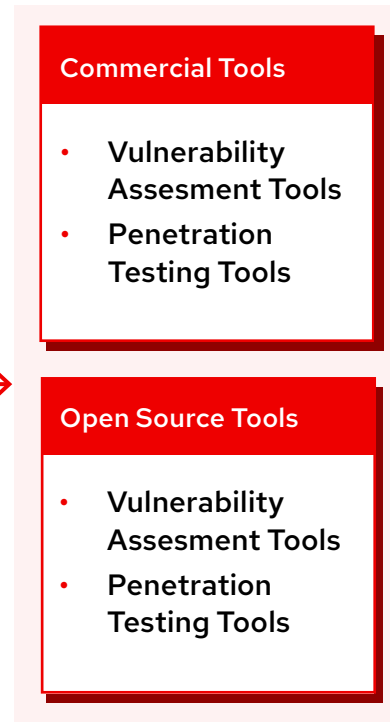 Commercial Tools
• Vulnerability
Assesment Tools
• Penetration
Testing Tools
Open Source Tools
• Vulnerability
Assesment Tools
• Penetration
Testing Tools